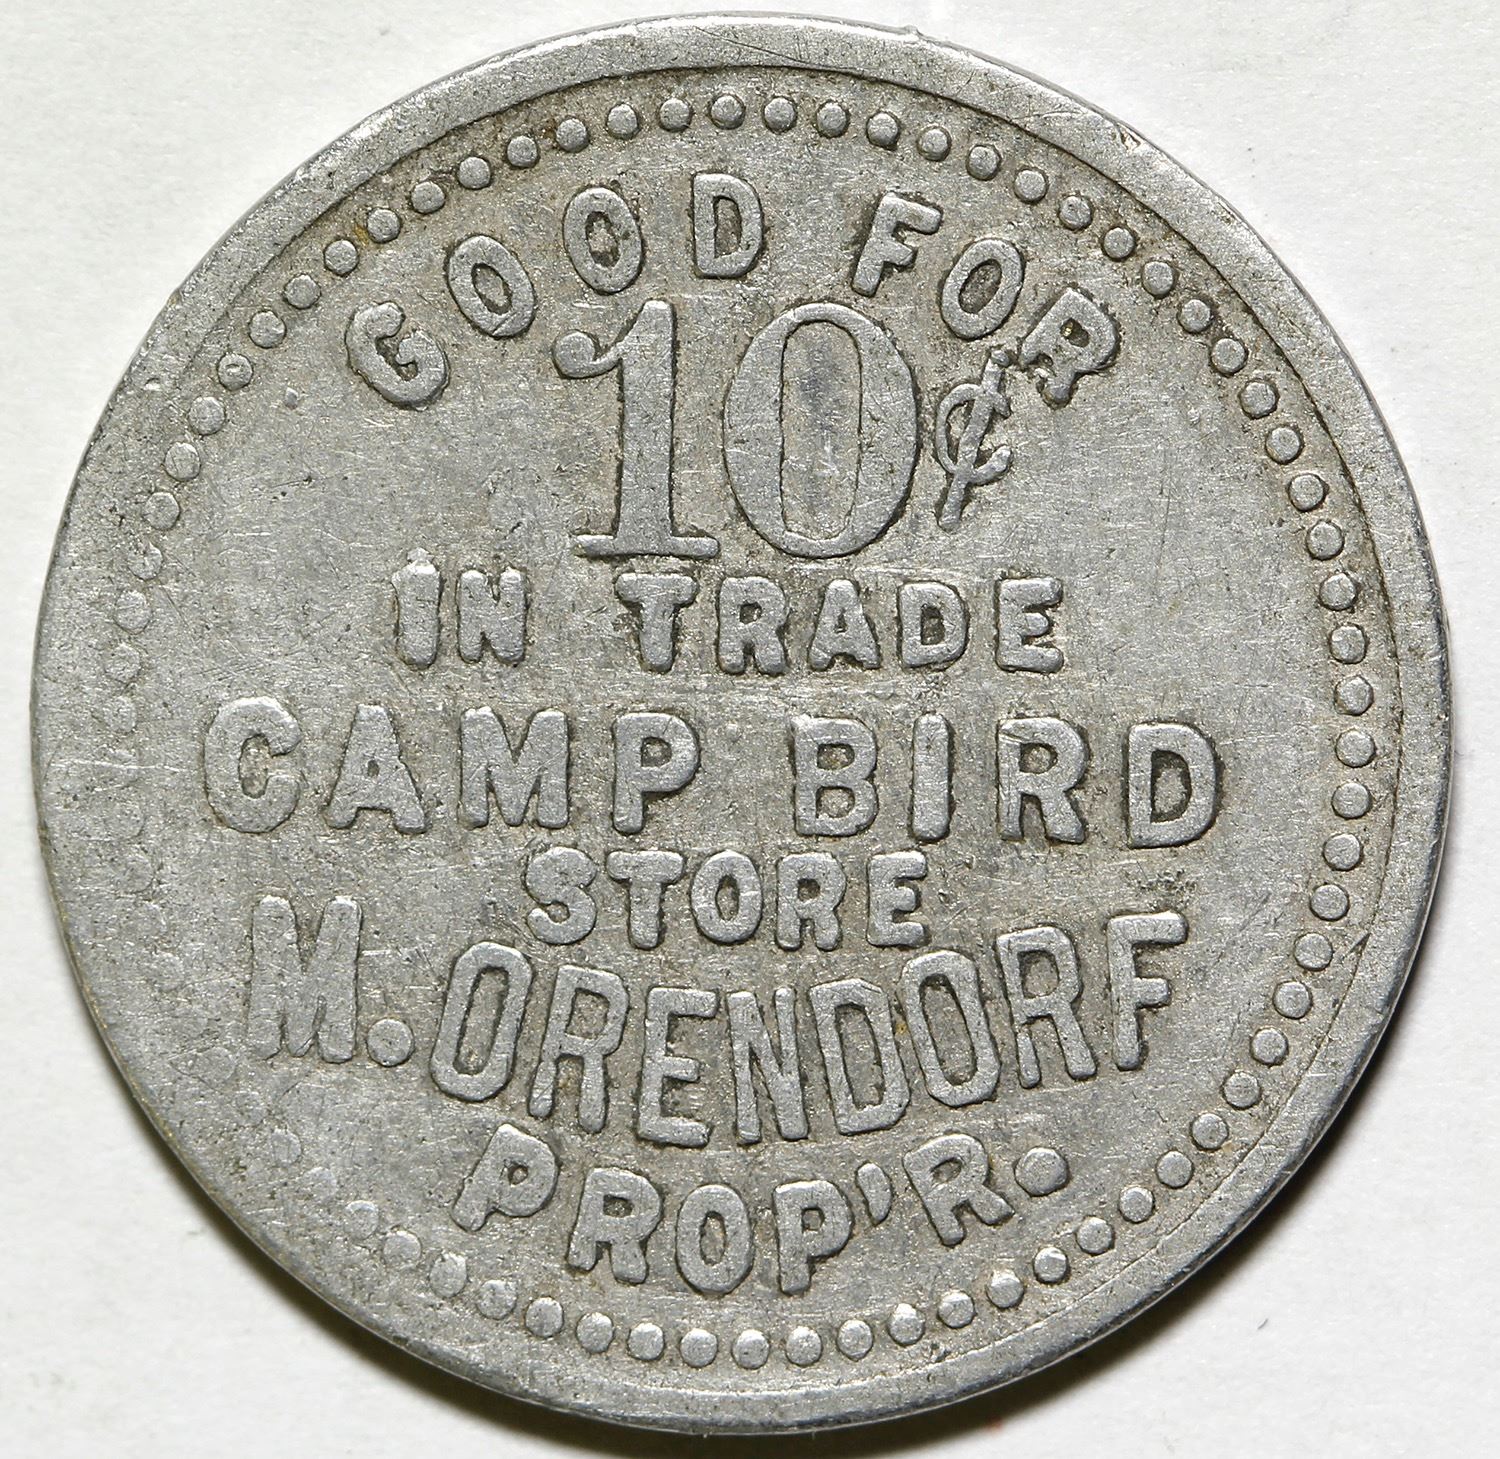 GOOD FOR
10¢
IN TRADE
CAMP BIRD
STORE
M. ORENDORF
PROP'R.